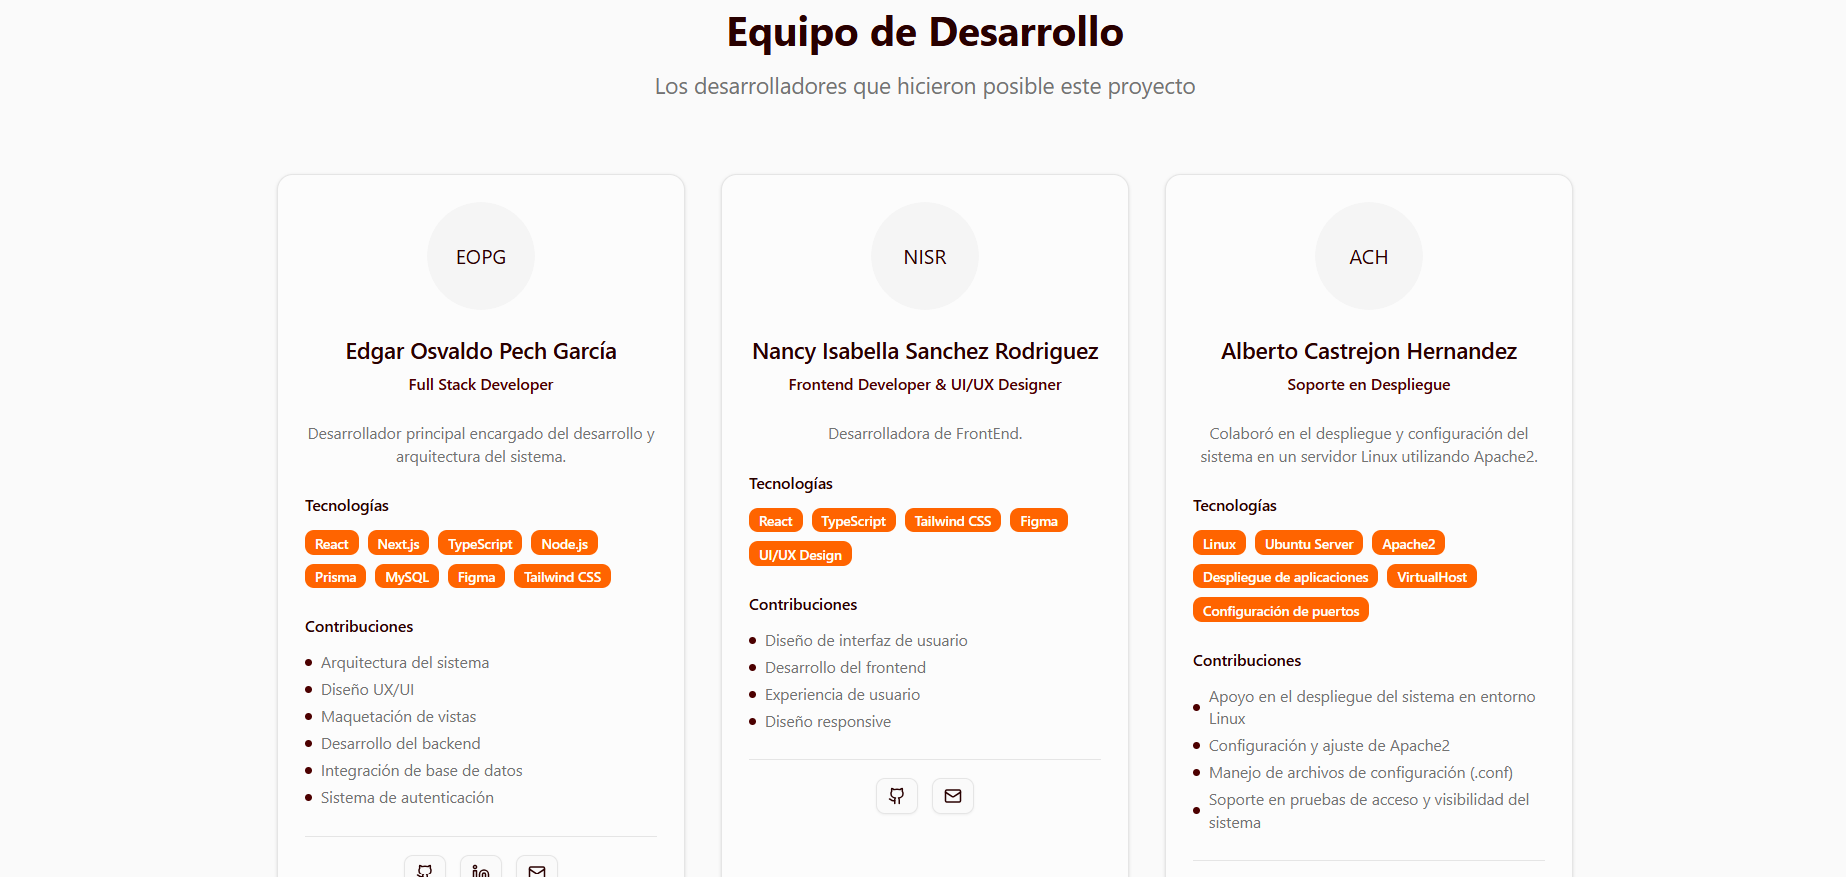 Equipo de Desarrollo
Los desarrolladores que hicieron posible este proyecto
EOPG
Edgar Osvaldo Pech García
Full Stack Developer
Desarrollador principal encargado del desarrollo y
arquitectura del sistema.
Tecnologías
React Next.js TypeScript Node.js
Prisma MySQL Figma Tailwind CSS
Contribuciones
Arquitectura del sistema
Diseño UX/UI
Maquetación de vistas
Desarrollo del backend
Integración de base de datos
Sistema de autenticación
NISR
Nancy Isabella Sanchez Rodriguez
Frontend Developer & UI/UX Designer
Desarrolladora de FrontEnd.
Tecnologías
React TypeScript Tailwind CSS Figma
UI/UX Design
Contribuciones
Diseño de interfaz de usuario
Desarrollo del frontend
Experiencia de usuario
Diseño responsive
ACH
Alberto Castrejon Hernandez
Soporte en Despliegue
Colaboró en el despliegue y configuración del
sistema en un servidor Linux utilizando Apache2.
Tecnologías
Linux Ubuntu Server Apache2
Despliegue de aplicaciones VirtualHost
Configuración de puertos
Contribuciones
Apoyo en el despliegue del sistema en entorno
Linux
Configuración y ajuste de Apache2
Manejo de archivos de configuración (.conf)
Soporte en pruebas de acceso y visibilidad del
sistema